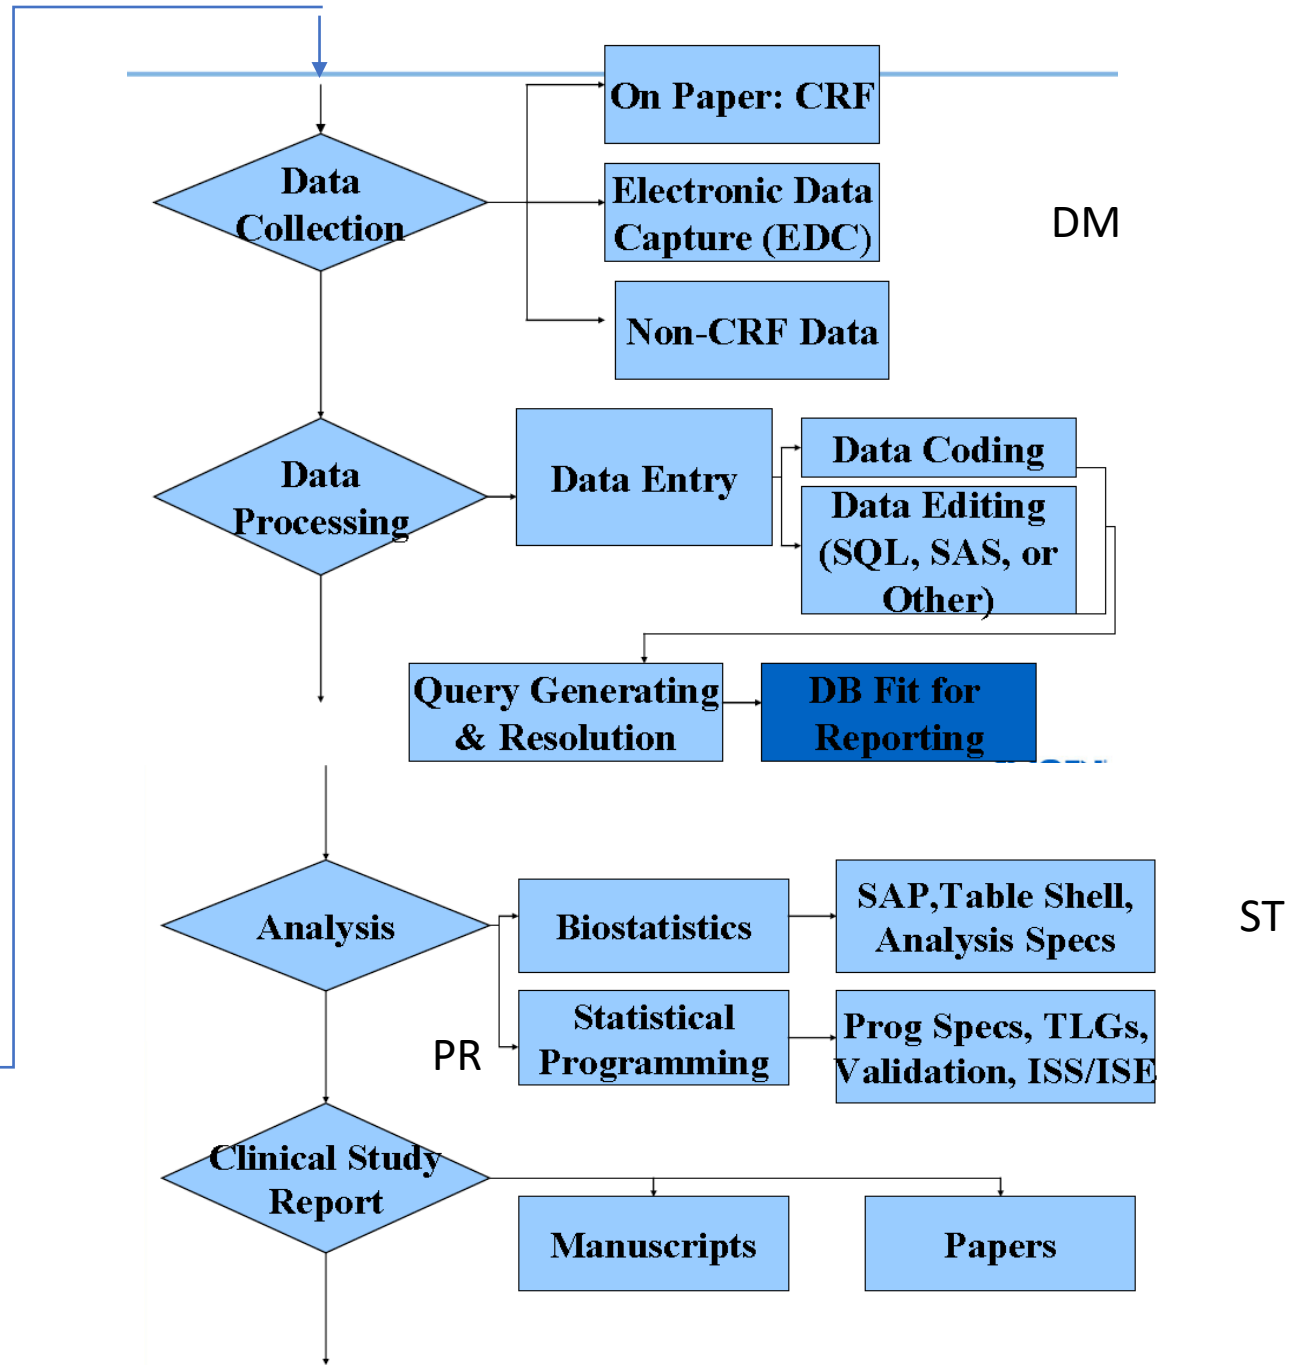 On Paper: CRF
Data
Collection
Electronic Data
Capture (EDC)
DM
Non-CRF Data
Data
Processing
Data Entry
Data Coding
Data Editing
(SQL, SAS, or
Other)
Query Generating
& Resolution
DB Fit for
Reporting
Analysis
Biostatistics
SAP,Table Shell,
Analysis Specs
ST
PR
Statistical
Programming
Prog Specs, TLGs,
Validation, ISS/ISE
Clinical Study
Report
Manuscripts
Papers